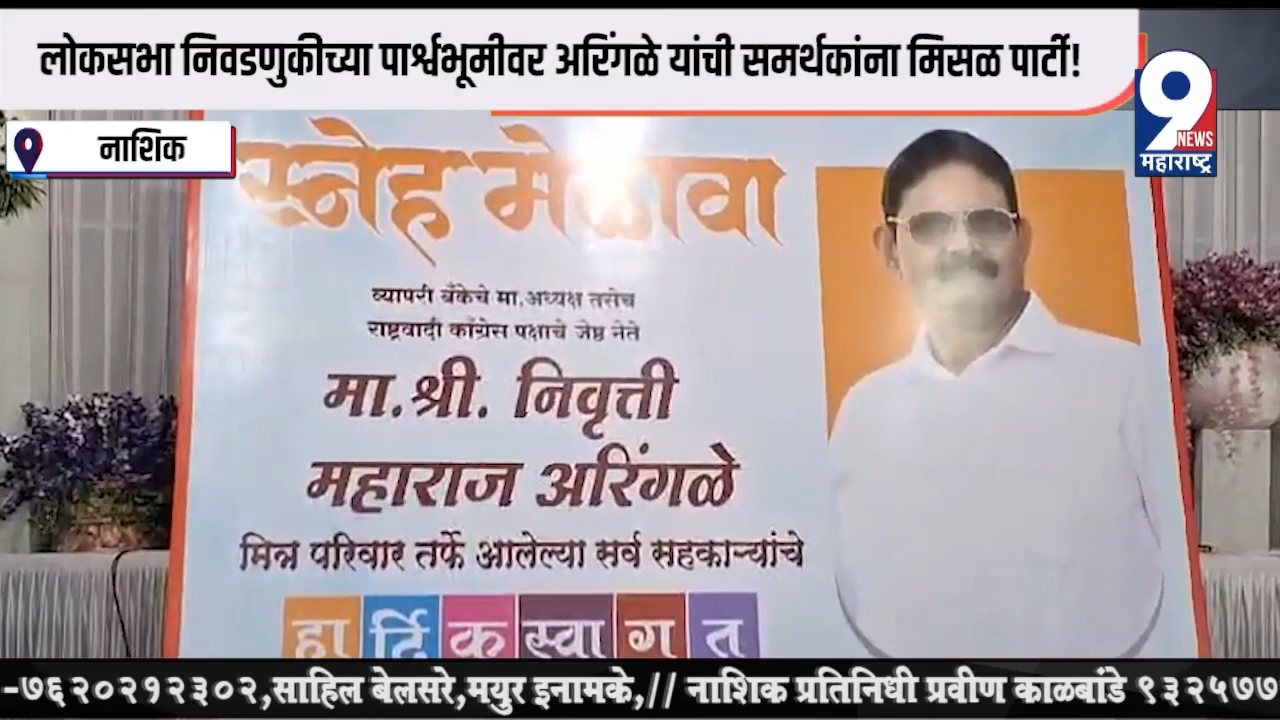 लोकसभा निवडणुकीच्या पार्श्वभूमीवर अरिंगळे यांची समर्थकांना मिसळ पार्टी!
9
NEWS
महाराष्ट्र
नाशिक
स्नेह मेळावा
व्यापारी बँकेचे मा.अध्यक्ष तसेच
राष्ट्रवादी काँग्रेस पक्षाचे जेष्ठ नेते
मा.श्री. निवृत्ती
महाराज अरिंगळे
मित्र परिवार तर्फे आलेल्या सर्व सहकाऱ्यांचे
हार्दिक स्वागत
-७६२०२१२३०२,साहिल बेलसरे,मयुर इनामके,// नाशिक प्रतिनिधी प्रवीण काळबांडे ९३२५७७